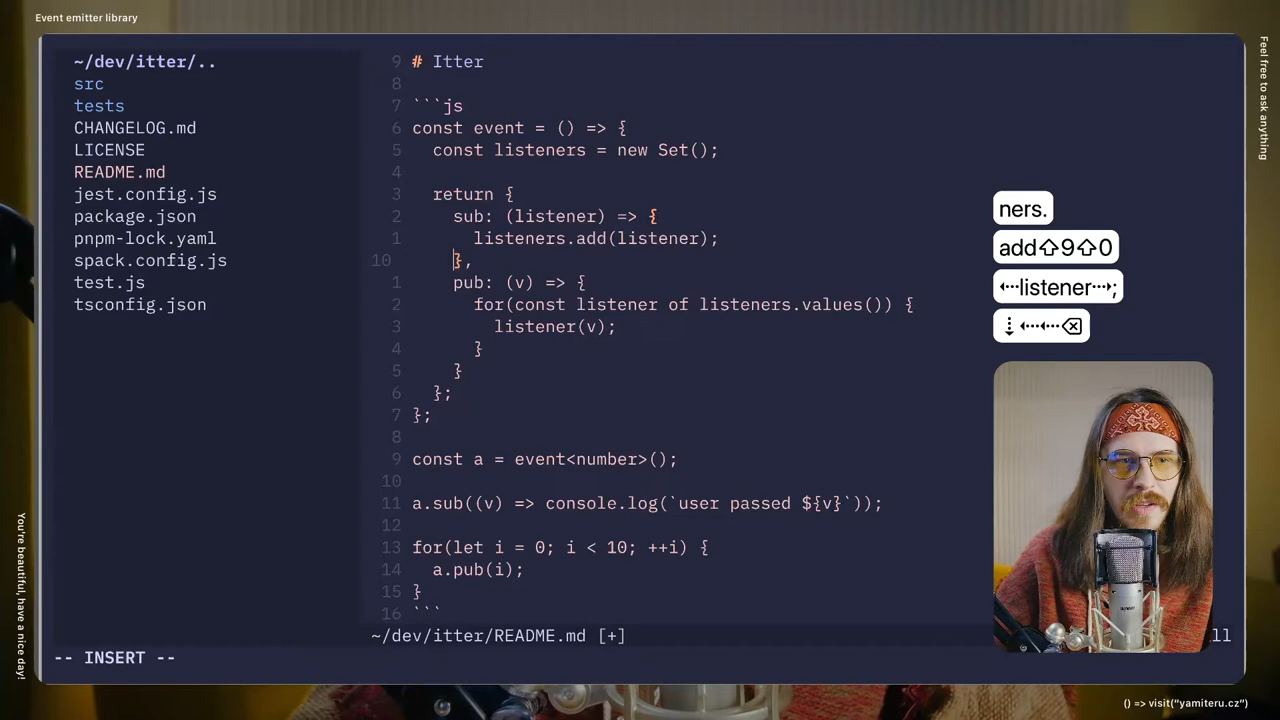 Event emitter library
Feel free to ask anything
~/dev/itter/..
src
tests
CHANGELOG.md
LICENSE
README.md
jest.config.js
package.json
pnpm-lock.yaml
spack.config.js
test.js
tsconfig.json
9 # Itter
8
7 ```js
6 const event = () => {
5   const listeners = new Set();
4
3   return {
2     sub: (listener) => {
1       listeners.add(listener);
10     },
1     pub: (v) => {
2       for(const listener of listeners.values()) {
3         listener(v);
4       }
5     }
6   };
7 };
8
9 const a = event<number>();
10
11 a.sub((v) => console.log(`user passed ${v}`));
12
13 for(let i = 0; i < 10; ++i) {
14   a.pub(i);
15 }
16 ```
~/dev/itter/README.md [+]
-- INSERT --
ners.
add⇧9⇧0
⇠listener⇢;
⇣⇠⇠⌫
You're beautiful, have a nice day!
() => visit("yamiteru.cz")